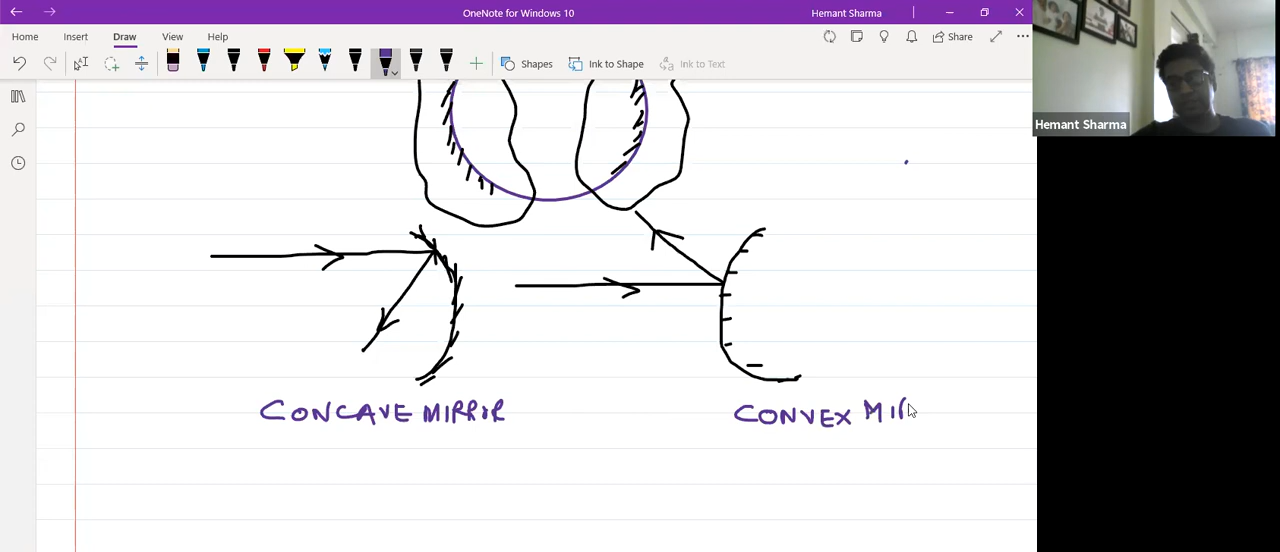 OneNote for Windows 10
Hemant Sharma
Home Insert Draw View Help
Share
Shapes
Ink to Shape
Ink to Text
Hemant Sharma
CONCAVE MIRROR
CONVEX MIR